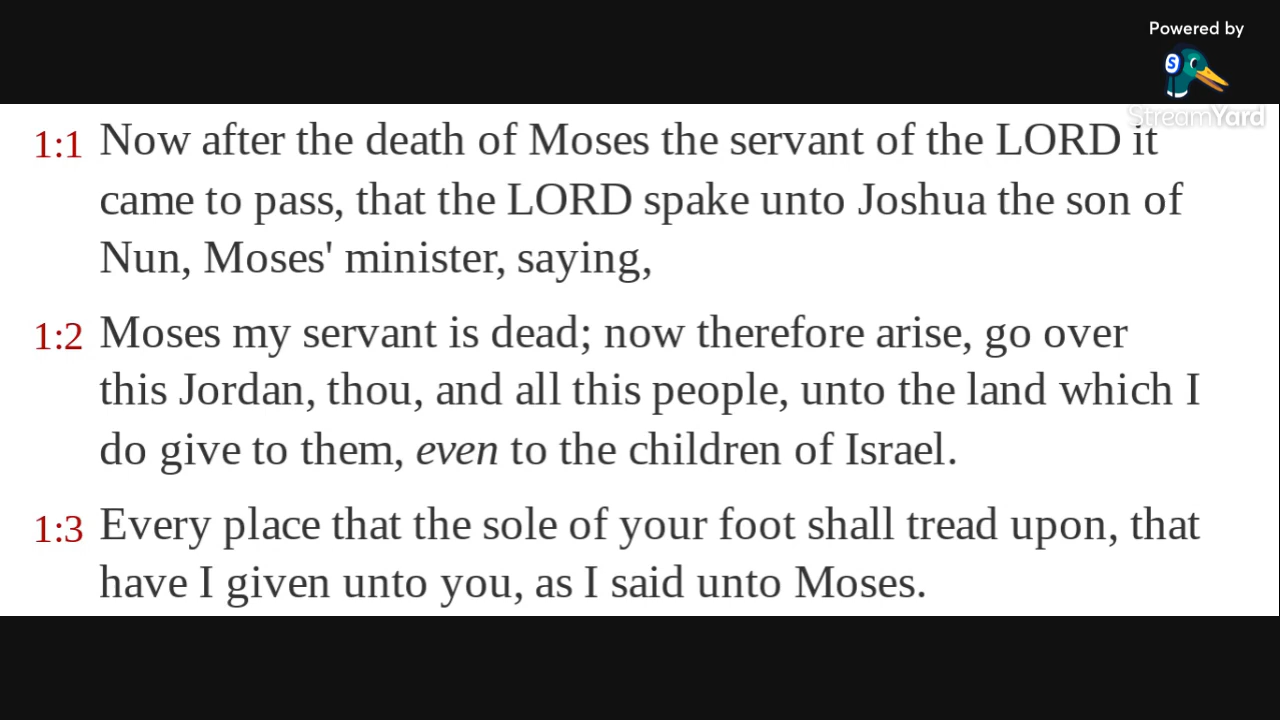 Powered by
S
StreamYard
1:1 Now after the death of Moses the servant of the LORD it
came to pass, that the LORD spake unto Joshua the son of
Nun, Moses' minister, saying,
1:2 Moses my servant is dead; now therefore arise, go over
this Jordan, thou, and all this people, unto the land which I
do give to them, even to the children of Israel.
1:3 Every place that the sole of your foot shall tread upon, that
have I given unto you, as I said unto Moses.